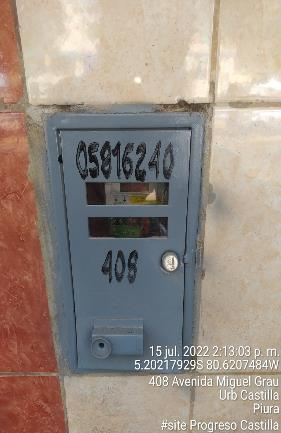 05816240
408
15 jul. 2022 2:13:03 p. m.
5.20217929S 80.6207484W
408 Avenida Miguel Grau
Urb Castilla
Piura
#site Progreso Castilla